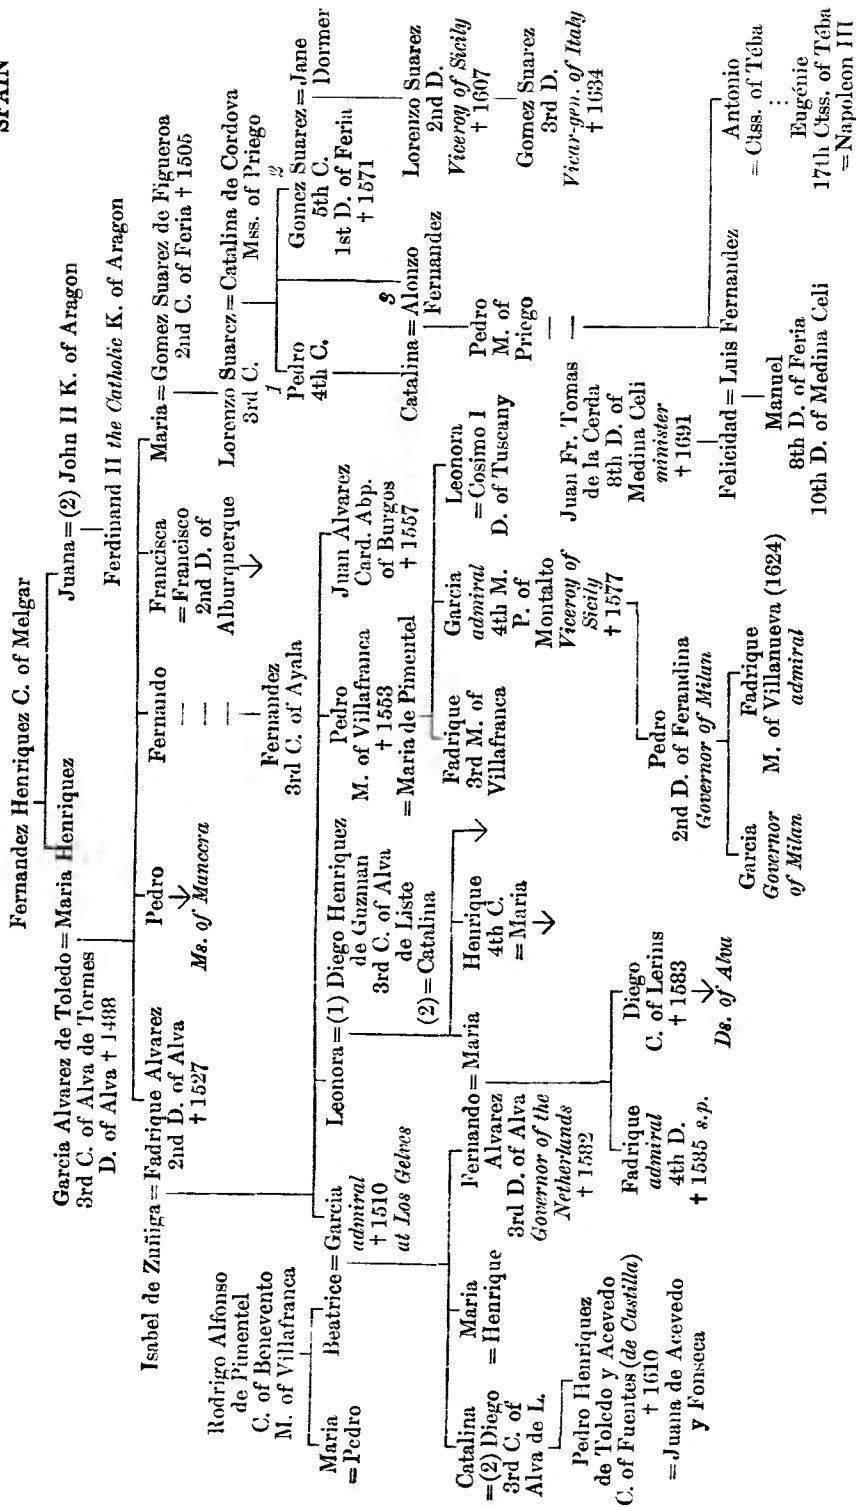 SPAIN
Fernandez Henriquez C. of Melgar
Garcia Alvarez de Toledo = Maria Henriquez
3rd C. of Alva de Tormes
D. of Alva † 1488
Juana = (2) John II K. of Aragon
Ferdinand II the Catholic K. of Aragon
Isabel de Zuñiga = Fadrique Alvarez
2nd D. of Alva
† 1527
Pedro
Ms. of Mancera
Fernando
Fernandez
3rd C. of Ayala
Francisca
= Francisco
2nd D. of
Alburquerque
Maria = Gomez Suarez de Figueroa
2nd C. of Feria † 1505
Lorenzo Suarez = Catalina de Cordova
3rd C.
Mss. of Priego
1
Pedro
4th C.
2
Gomez Suarez = Jane
Dormer
5th C.
1st D. of Feria
† 1571
3
Catalina = Alonzo
Fernandez
Lorenzo Suarez
2nd D.
Viceroy of Sicily
† 1607
Gomez Suarez
3rd D.
Vicar-gen. of Italy
† 1634
Pedro
M. of
Priego
Rodrigo Alfonso
de Pimentel
C. of Benevento
M. of Villafranca
Maria
= Pedro
Beatrice = Garcia
admiral
† 1510
at Los Gelves
Leonora = (1) Diego Henriquez
de Guzman
3rd C. of Alva
de Liste
(2) = Catalina
Pedro
M. of Villafranca
† 1553
= Maria de Pimentel
Juan Alvarez
Card. Abp.
of Burgos
† 1557
Catalina
= (2) Diego
3rd C. of
Alva de L.
Maria
= Henrique
Fernando = Maria
Alvarez
3rd D. of Alva
Governor of the
Netherlands
† 1582
Henrique
4th C.
= Maria
Fadrique
3rd M. of
Villafranca
Garcia
admiral
4th M.
P. of
Montalto
Viceroy of
Sicily
† 1577
Leonora
= Cosimo I
D. of Tuscany
Juan Fr. Tomas
de la Cerda
8th D. of
Medina Celi
minister
† 1691
Antonio
= Ctss. of Téba
Eugénie
17th Ctss. of Téba
= Napoleon III
Pedro Henriquez
de Toledo y Acevedo
C. of Fuentes (de Castilla)
† 1610
= Juana de Acevedo
y Fonseca
Fadrique
admiral
4th D.
† 1585 s.p.
Diego
C. of Lerins
† 1583
Ds. of Alva
Pedro
2nd D. of Ferandina
Governor of Milan
Garcia
Governor
of Milan
Fadrique
M. of Villanueva (1624)
admiral
Felicidad = Luis Fernandez
Manuel
8th D. of Feria
10th D. of Medina Celi